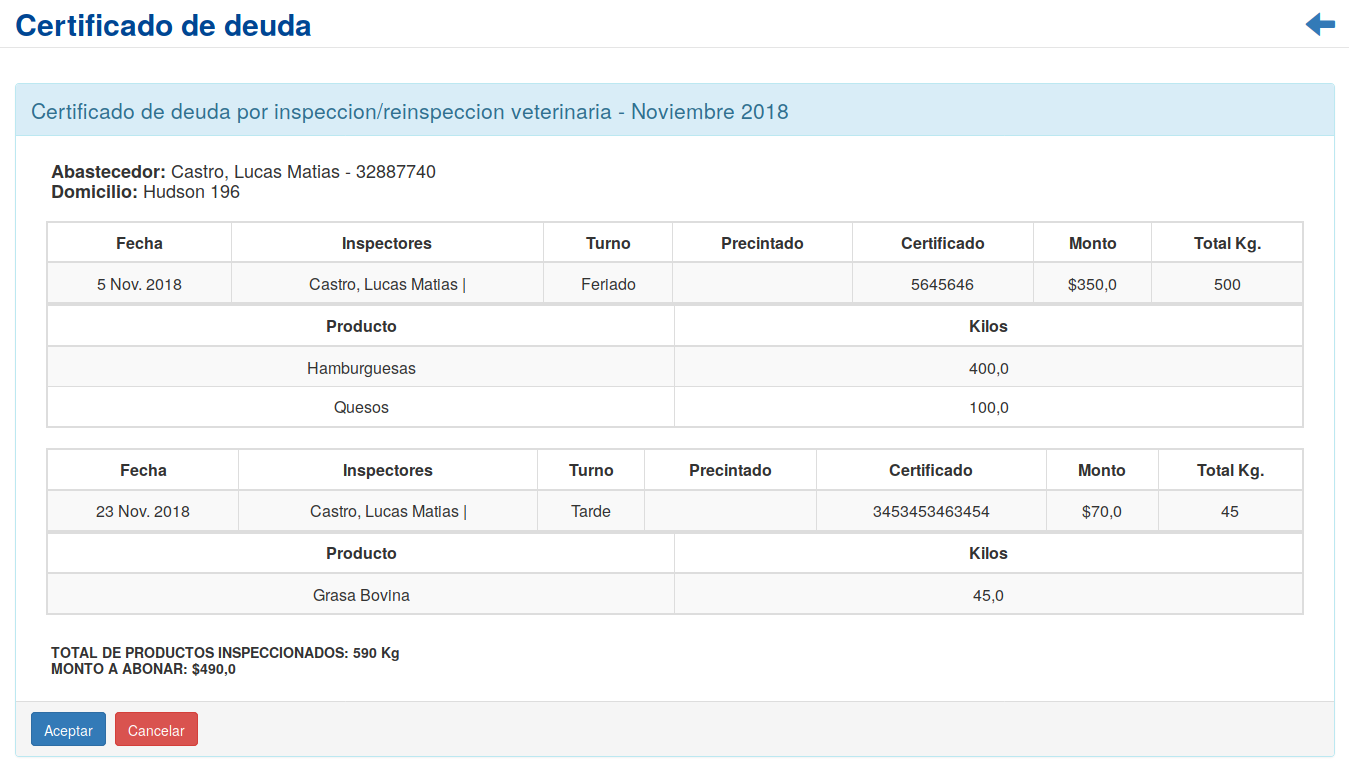 Certificado de deuda
Certificado de deuda por inspeccion/reinspeccion veterinaria - Noviembre 2018
Abastecedor: Castro, Lucas Matias - 32887740
Domicilio: Hudson 196
Fecha Inspectores Turno Precintado Certificado Monto Total Kg.
5 Nov. 2018 Castro, Lucas Matias | Feriado 5645646 $350,0 500
Producto Kilos
Hamburguesas 400,0
Quesos 100,0
Fecha Inspectores Turno Precintado Certificado Monto Total Kg.
23 Nov. 2018 Castro, Lucas Matias | Tarde 3453453463454 $70,0 45
Producto Kilos
Grasa Bovina 45,0
TOTAL DE PRODUCTOS INSPECCIONADOS: 590 Kg
MONTO A ABONAR: $490,0
Aceptar Cancelar